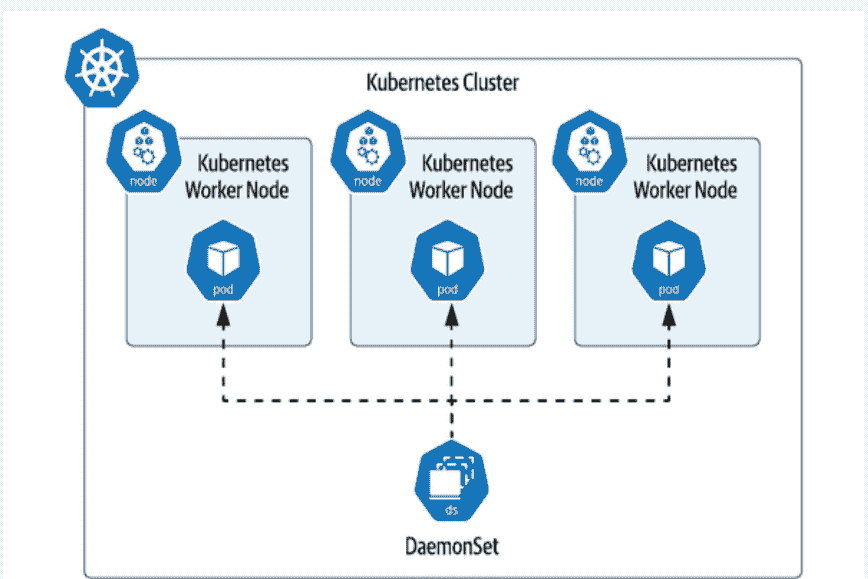 Kubernetes Cluster
node
Kubernetes
Worker Node
pod
node
Kubernetes
Worker Node
pod
node
Kubernetes
Worker Node
pod
ds
DaemonSet